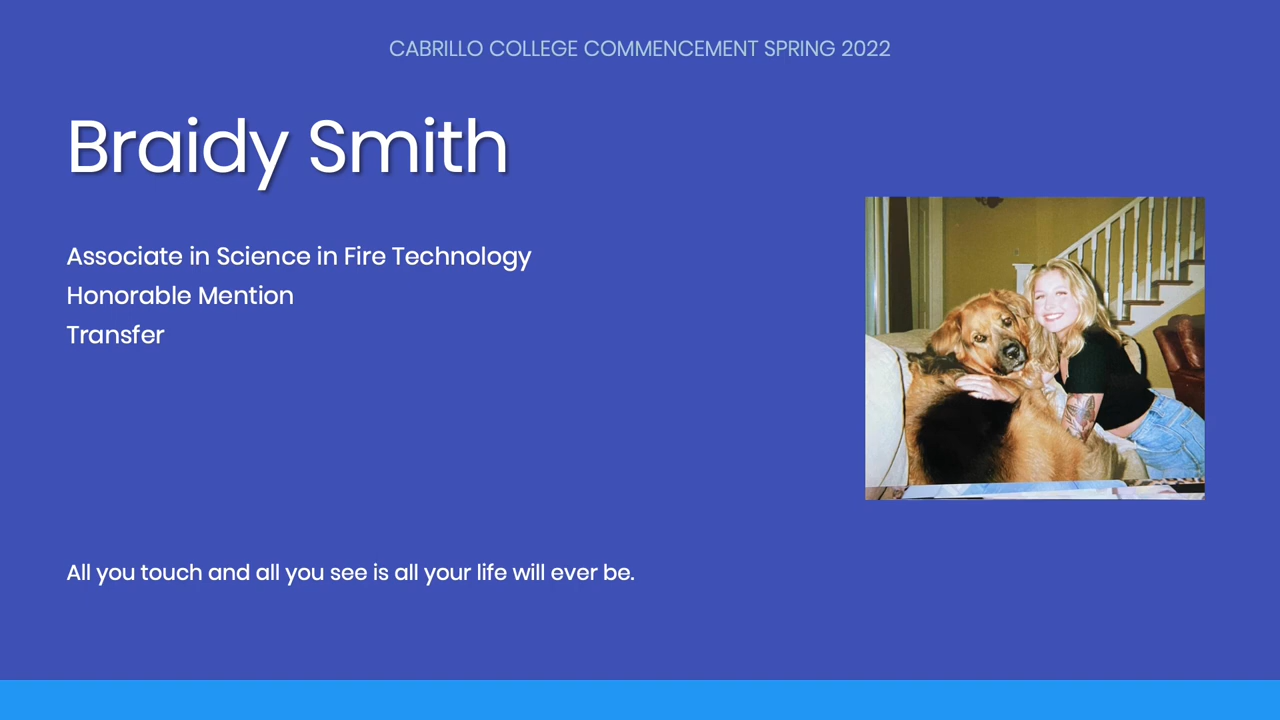 CABRILLO COLLEGE COMMENCEMENT SPRING 2022
Braidy Smith
Associate in Science in Fire Technology
Honorable Mention
Transfer
All you touch and all you see is all your life will ever be.